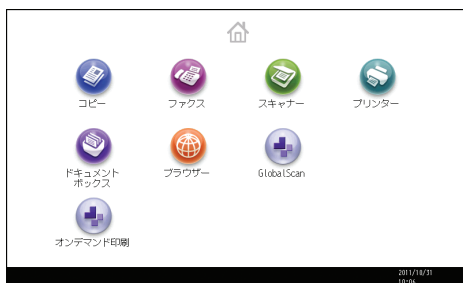 コピー
ファクス
スキャナー
プリンター
ドキュメント
ボックス
ブラウザー
GlobalScan
オンデマンド印刷
2011/10/31
10:06